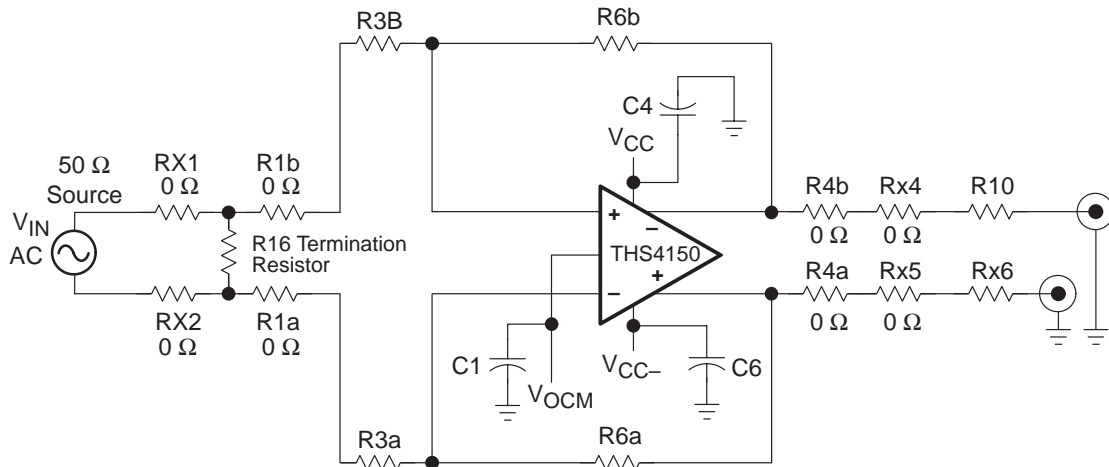 R3B
R6b
C4
VCC
50 Ω
Source
RX1
0 Ω
R1b
0 Ω
R4b
0 Ω
Rx4
0 Ω
R10
VIN
AC
R16 Termination
Resistor
+
−
THS4150
+
−
R4a
0 Ω
Rx5
0 Ω
Rx6
RX2
0 Ω
R1a
0 Ω
C1
VOCM
VCC−
C6
R3a
R6a